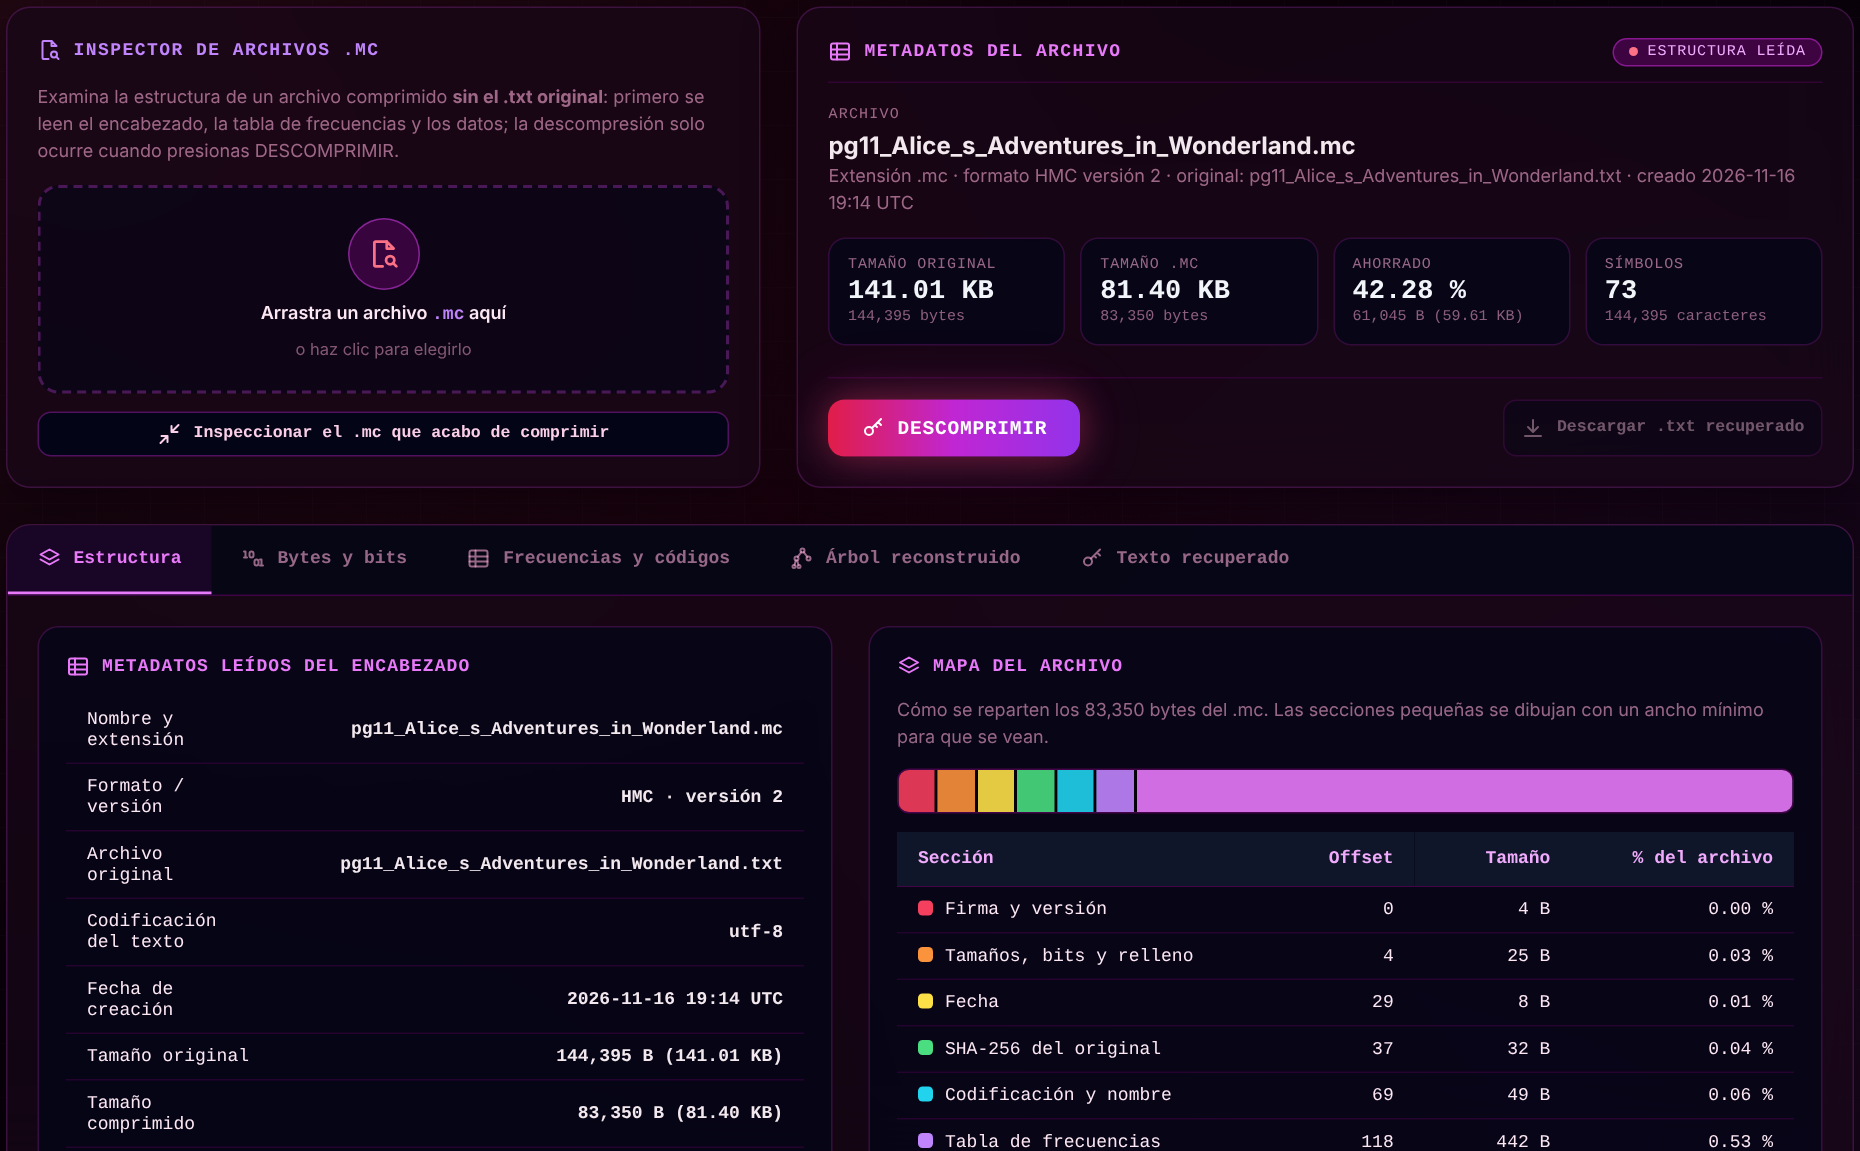 INSPECTOR DE ARCHIVOS .MC
Examina la estructura de un archivo comprimido sin el .txt original: primero se
leen el encabezado, la tabla de frecuencias y los datos; la descompresión solo
ocurre cuando presionas DESCOMPRIMIR.
Arrastra un archivo .mc aquí
o haz clic para elegirlo
Inspeccionar el .mc que acabo de comprimir
METADATOS DEL ARCHIVO
ESTRUCTURA LEÍDA
ARCHIVO
pg11_Alice_s_Adventures_in_Wonderland.mc
Extensión .mc · formato HMC versión 2 · original: pg11_Alice_s_Adventures_in_Wonderland.txt · creado 2026-11-16
19:14 UTC
TAMAÑO ORIGINAL
141.01 KB
144,395 bytes
TAMAÑO .MC
81.40 KB
83,350 bytes
AHORRADO
42.28 %
61,045 B (59.61 KB)
SÍMBOLOS
73
144,395 caracteres
DESCOMPRIMIR
Descargar .txt recuperado
Estructura
Bytes y bits
Frecuencias y códigos
Árbol reconstruido
Texto recuperado
METADATOS LEÍDOS DEL ENCABEZADO
Nombre y
extensión
pg11_Alice_s_Adventures_in_Wonderland.mc
Formato /
versión
HMC · versión 2
Archivo
original
pg11_Alice_s_Adventures_in_Wonderland.txt
Codificación
del texto
utf-8
Fecha de
creación
2026-11-16 19:14 UTC
Tamaño original 144,395 B (141.01 KB)
Tamaño
comprimido
83,350 B (81.40 KB)
MAPA DEL ARCHIVO
Cómo se reparten los 83,350 bytes del .mc. Las secciones pequeñas se dibujan con un ancho mínimo
para que se vean.
Sección Offset Tamaño % del archivo
Firma y versión 0 4 B 0.00 %
Tamaños, bits y relleno 4 25 B 0.03 %
Fecha 29 8 B 0.01 %
SHA-256 del original 37 32 B 0.04 %
Codificación y nombre 69 49 B 0.06 %
Tabla de frecuencias 118 442 B 0.53 %